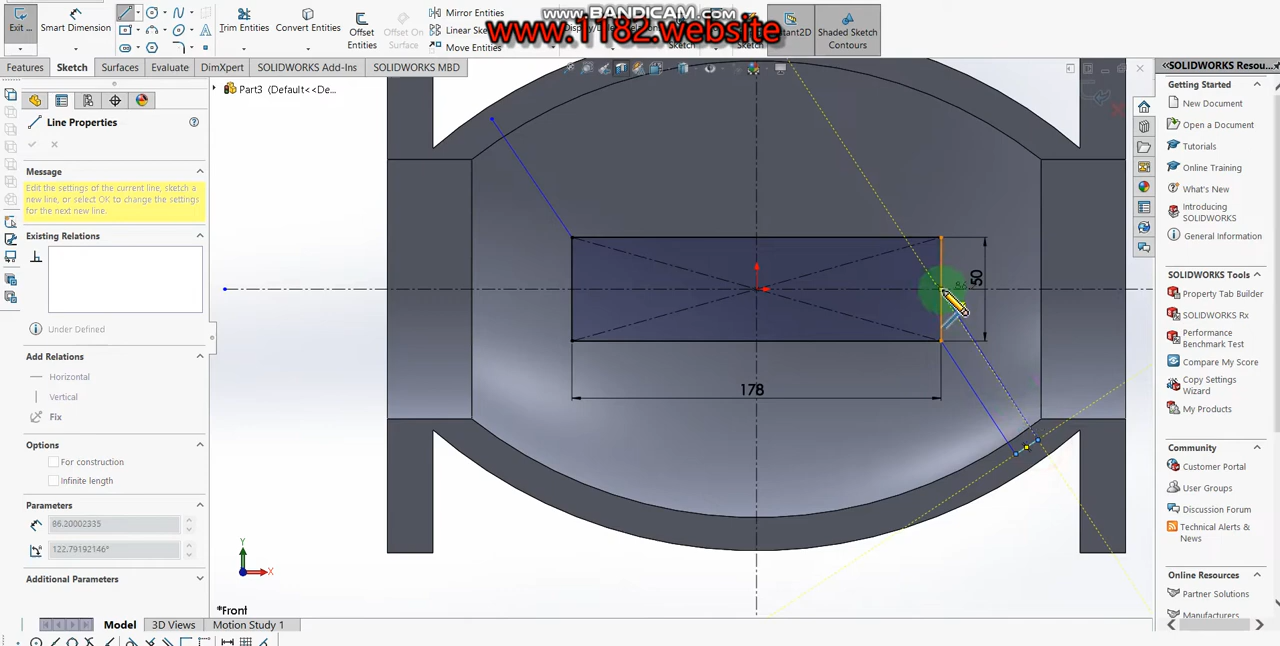 www.BANDICAM.com
www.1182.website
Exit ...
Smart Dimension
Trim Entities
Convert Entities
Offset Entities
Offset On Surface
Mirror Entities
Linear Sk
Move Entities
Sketch
Sketch
Instant2D
Shaded Sketch Contours
Features
Sketch
Surfaces
Evaluate
DimXpert
SOLIDWORKS Add-Ins
SOLIDWORKS MBD
Part3 (Default<<De...
Line Properties
Message
Edit the settings of the current line, sketch a
new line, or select OK to change the settings
for the next new line.
Existing Relations
Under Defined
Add Relations
Horizontal
Vertical
Fix
Options
For construction
Infinite length
Parameters
86.20002335
122.79192146°
Additional Parameters
50
178
Y
X
*Front
Model
3D Views
Motion Study 1
SOLIDWORKS Resou...
Getting Started
New Document
Open a Document
Tutorials
Online Training
What's New
Introducing
SOLIDWORKS
General Information
SOLIDWORKS Tools
Property Tab Builder
SOLIDWORKS Rx
Performance
Benchmark Test
Compare My Score
Copy Settings
Wizard
My Products
Community
Customer Portal
User Groups
Discussion Forum
Technical Alerts &
News
Online Resources
Partner Solutions
Manufacturers